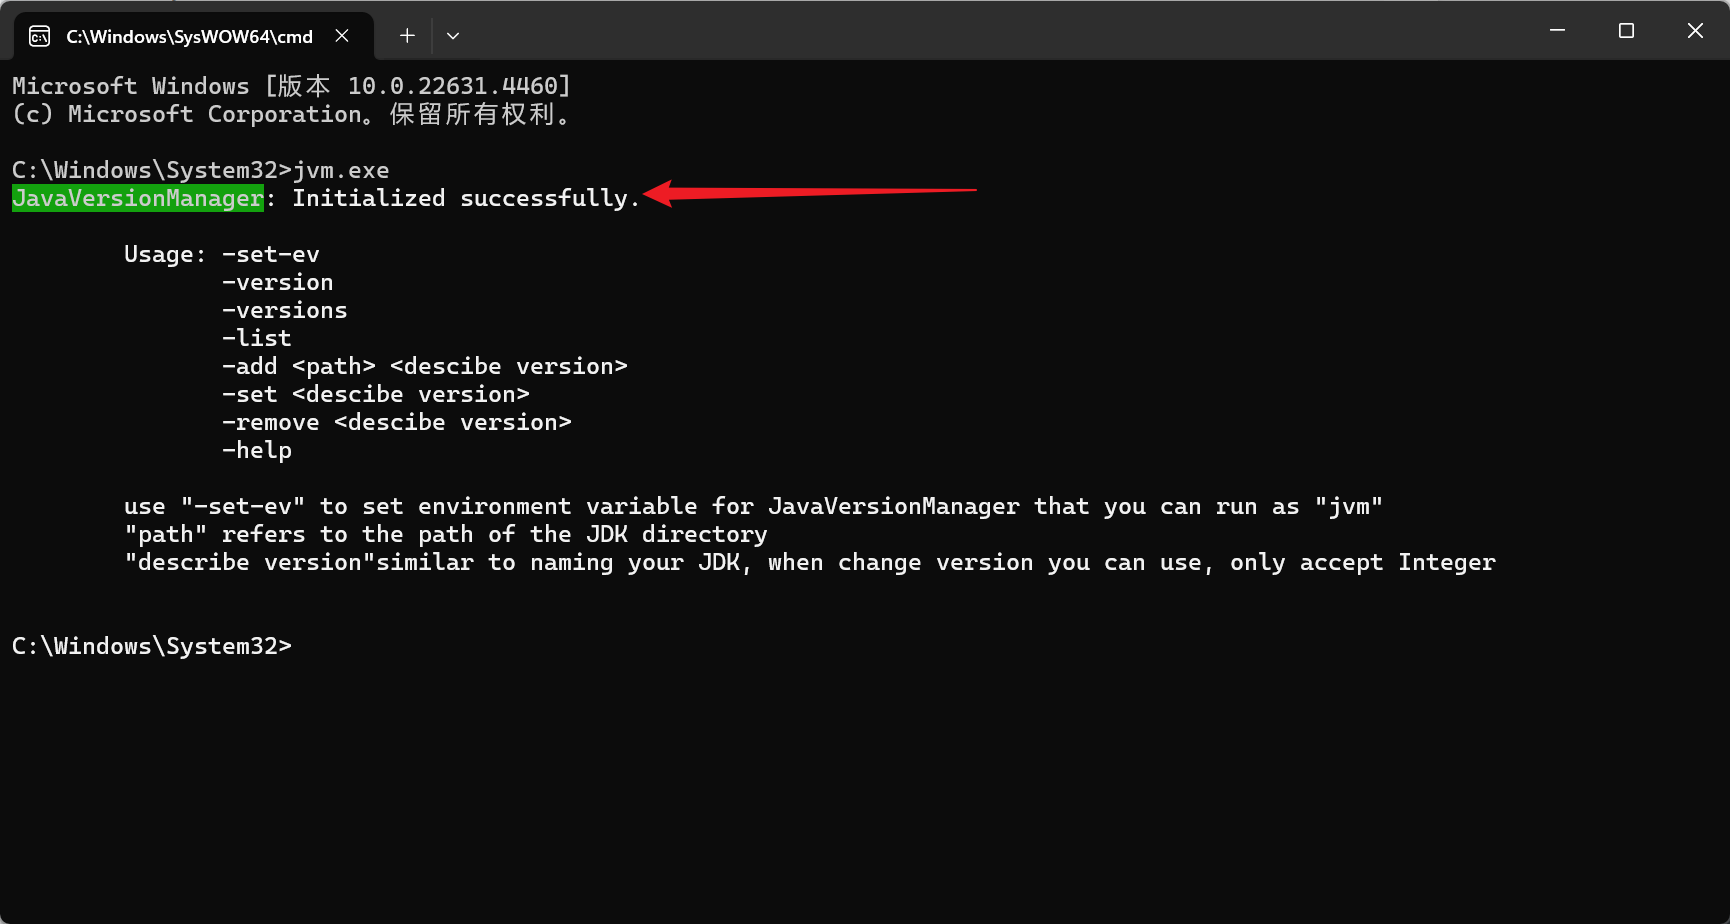 C:\Windows\SysWOW64\cmd
Microsoft Windows [版本 10.0.22631.4460]
(c) Microsoft Corporation。保留所有权利。
C:\Windows\System32>jvm.exe
JavaVersionManager: Initialized successfully.
Usage: -set-ev
-version
-versions
-list
-add <path> <descibe version>
-set <descibe version>
-remove <descibe version>
-help
use "-set-ev" to set environment variable for JavaVersionManager that you can run as "jvm"
"path" refers to the path of the JDK directory
"describe version"similar to naming your JDK, when change version you can use, only accept Integer
C:\Windows\System32>